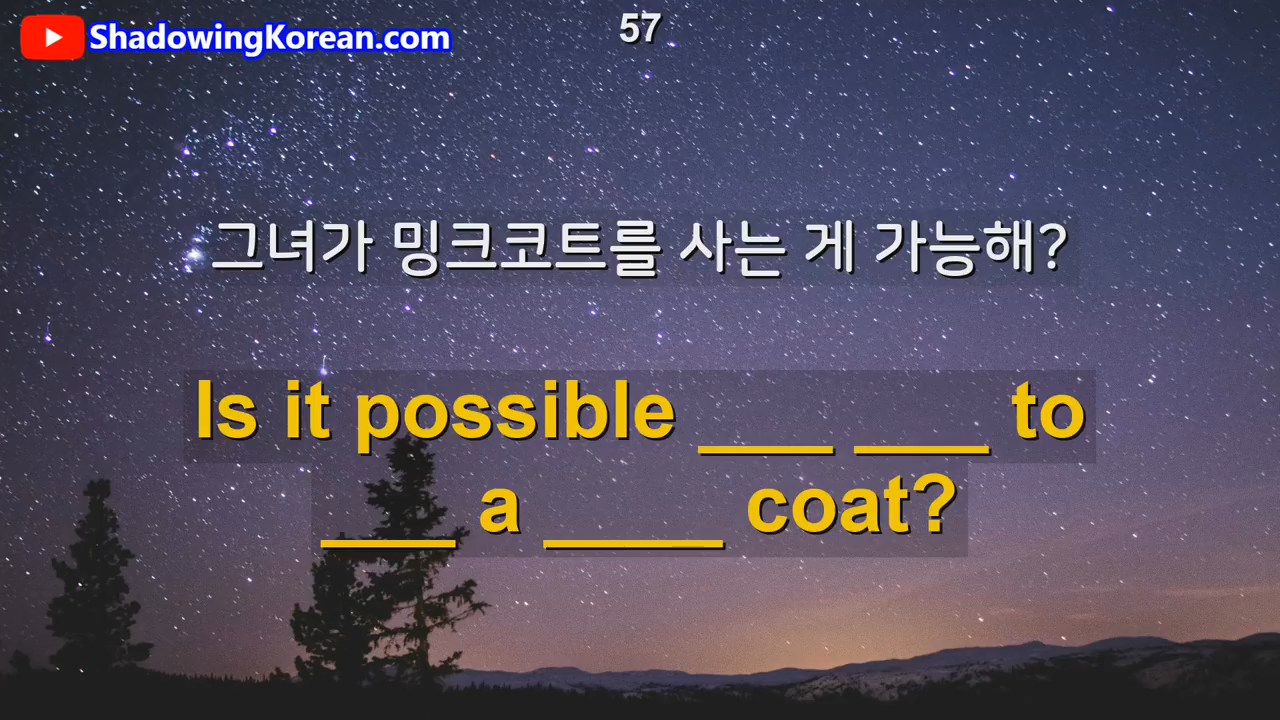 ShadowingKorean.com
57
그녀가 밍크코트를 사는 게 가능해?
Is it possible ___ ___ to
___ a ____ coat?